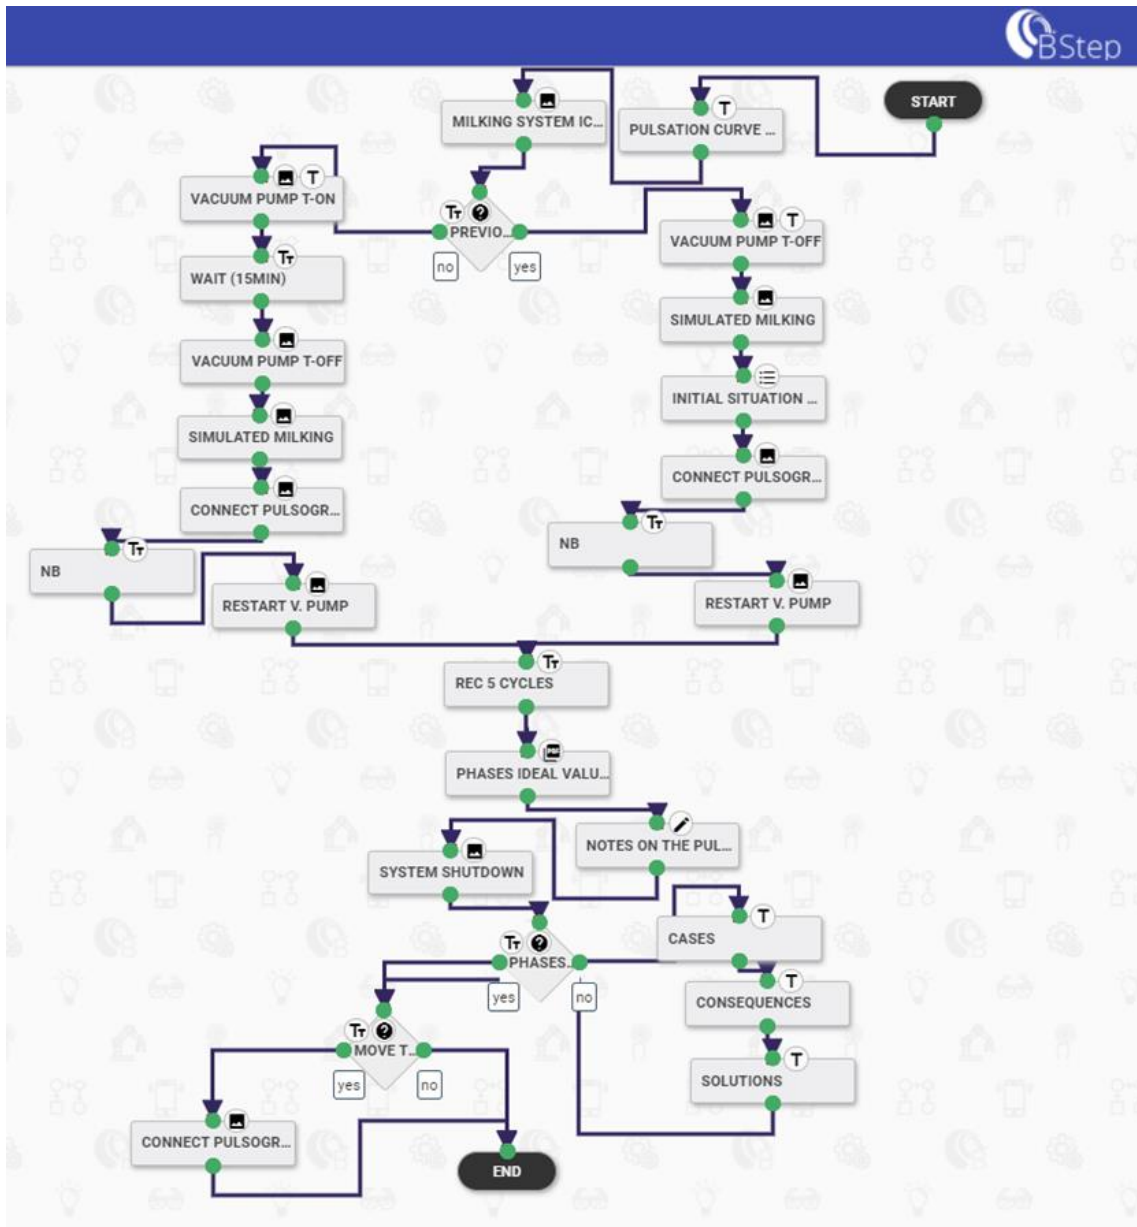 BStep
START
MILKING SYSTEM IC...
PULSATION CURVE ...
VACUUM PUMP T-ON
PREVIO...
no
yes
VACUUM PUMP T-OFF
WAIT (15MIN)
SIMULATED MILKING
VACUUM PUMP T-OFF
INITIAL SITUATION ...
SIMULATED MILKING
CONNECT PULSOGR...
CONNECT PULSOGR...
NB
NB
RESTART V. PUMP
RESTART V. PUMP
REC 5 CYCLES
PHASES IDEAL VALU...
PDF
NOTES ON THE PUL...
SYSTEM SHUTDOWN
CASES
PHASES...
yes
no
CONSEQUENCES
MOVE T...
yes
no
SOLUTIONS
CONNECT PULSOGR...
END